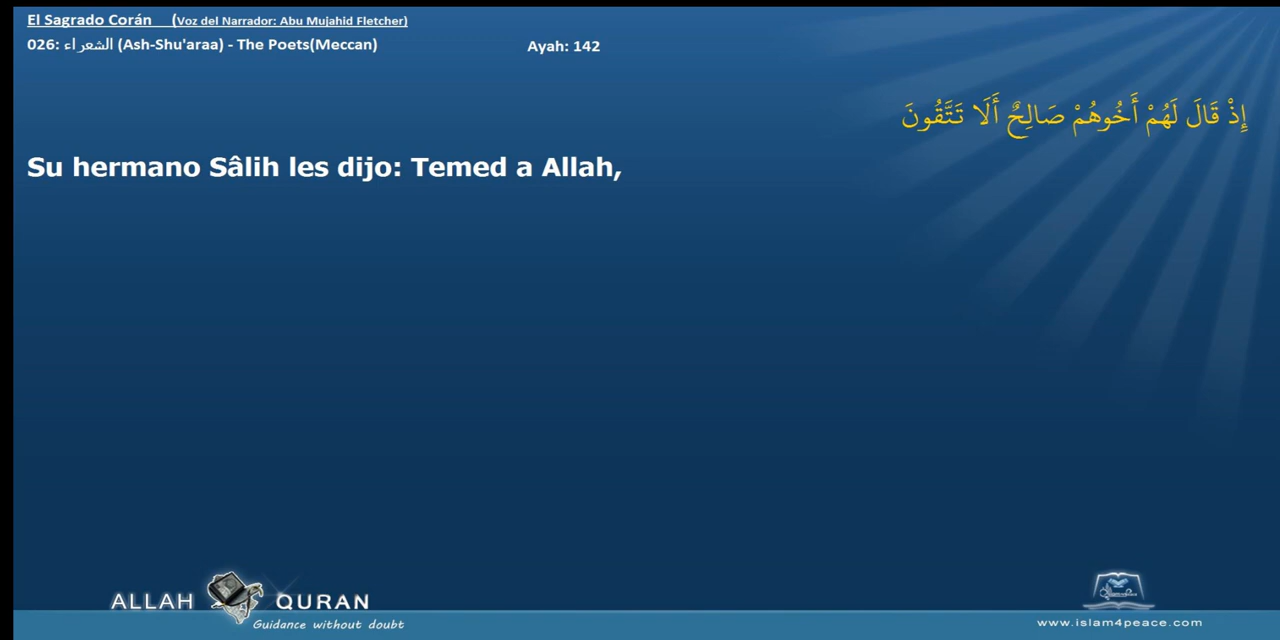 El Sagrado Corán (Voz del Narrador: Abu Mujahid Fletcher)
026: الشعراء (Ash-Shu'araa) - The Poets(Meccan)
Ayah: 142
إِذْ قَالَ لَهُمْ أَخُوهُمْ صَالِحٌ أَلَا تَتَّقُونَ
Su hermano Sâlih les dijo: Temed a Allah,
ALLAH QURAN
Guidance without doubt
www.islam4peace.com